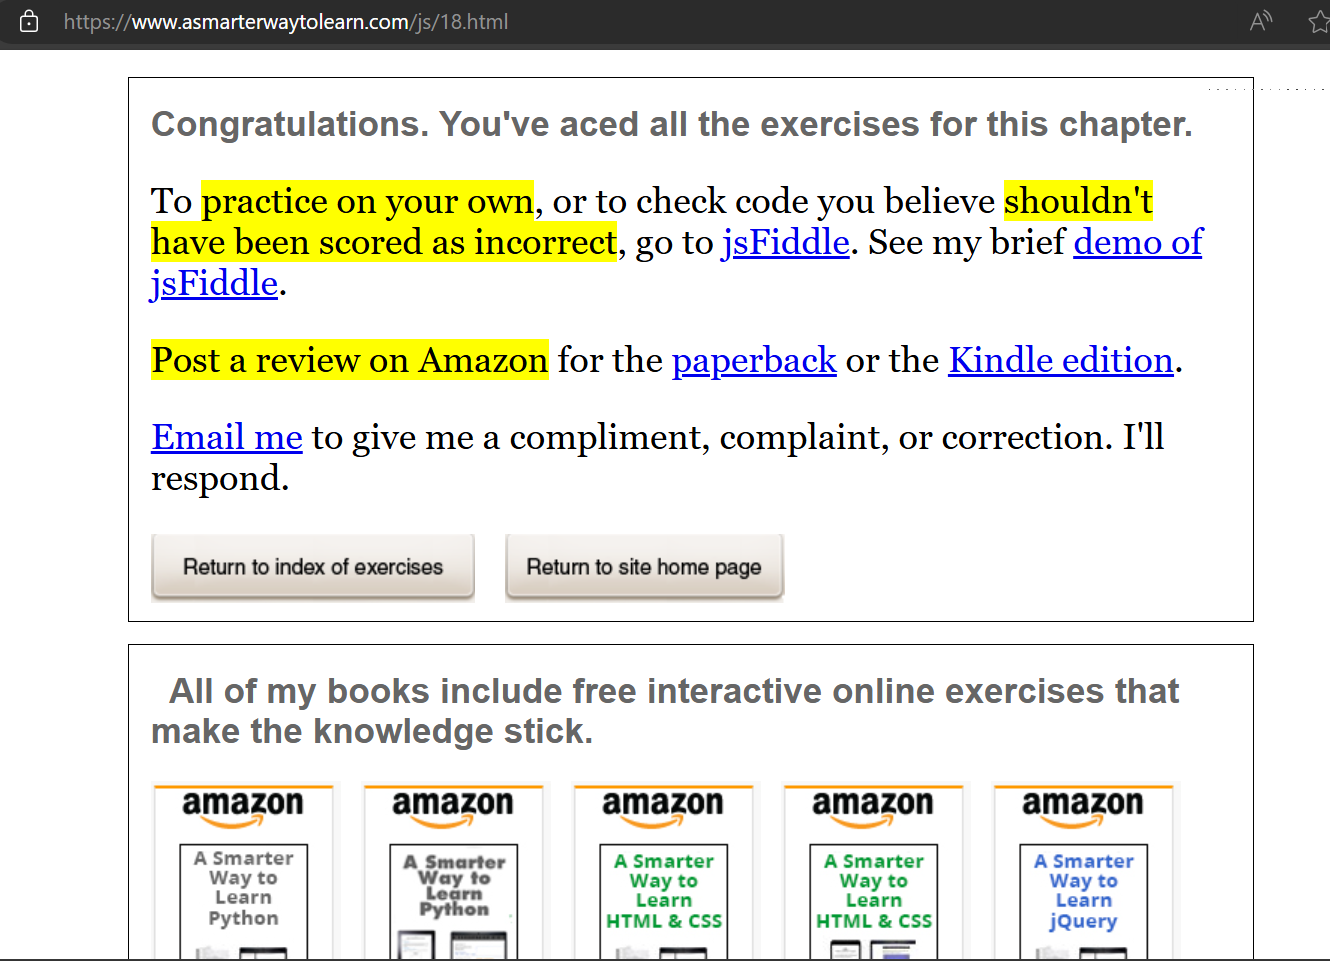 https://www.asmarterwaytolearn.com/js/18.html
Congratulations. You've aced all the exercises for this chapter.
To practice on your own, or to check code you believe shouldn't
have been scored as incorrect, go to jsFiddle. See my brief demo of
jsFiddle.
Post a review on Amazon for the paperback or the Kindle edition.
Email me to give me a compliment, complaint, or correction. I'll
respond.
Return to index of exercises Return to site home page
All of my books include free interactive online exercises that
make the knowledge stick.
amazon amazon amazon amazon amazon
A Smarter
Way to
Learn
Python
A Smarter
Way to
Learn
Python
A Smarter
Way to
Learn
HTML & CSS
A Smarter
Way to
Learn
HTML & CSS
A Smarter
Way to
Learn
jQuery